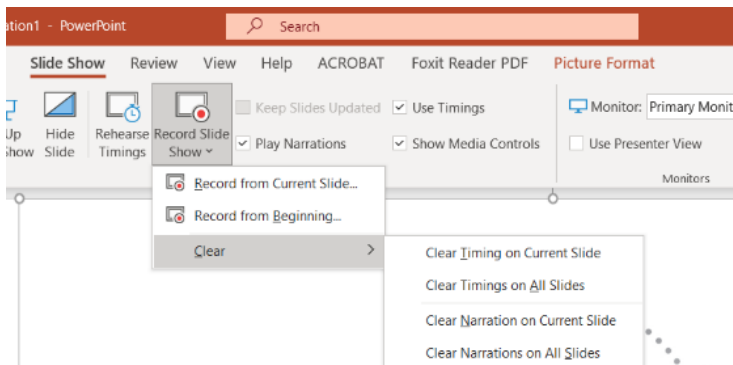 ation1 - PowerPoint
Search
Slide Show Review View Help ACROBAT Foxit Reader PDF Picture Format
Up Show
Hide Slide
Rehearse Timings
Record Slide Show
Keep Slides Updated
Play Narrations
Use Timings
Show Media Controls
Monitor: Primary Monit
Use Presenter View
Monitors
Record from Current Slide...
Record from Beginning...
Clear
Clear Timing on Current Slide
Clear Timings on All Slides
Clear Narration on Current Slide
Clear Narrations on All Slides